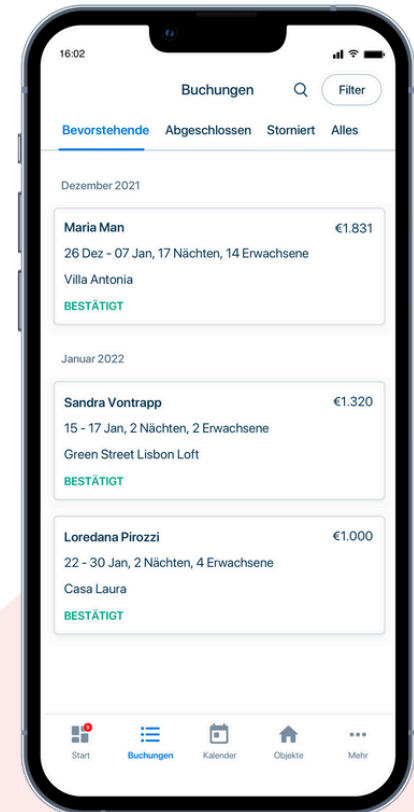 16:02
Buchungen
Filter
Bevorstehende Abgeschlossen Storniert Alles
Dezember 2021
Maria Man €1.831
26 Dez - 07 Jan, 17 Nächten, 14 Erwachsene
Villa Antonia
BESTÄTIGT
Januar 2022
Sandra Vontrapp €1.320
15 - 17 Jan, 2 Nächten, 2 Erwachsene
Green Street Lisbon Loft
BESTÄTIGT
Loredana Pirozzi €1.000
22 - 30 Jan, 2 Nächten, 4 Erwachsene
Casa Laura
BESTÄTIGT
Start Buchungen Kalender Objekte Mehr